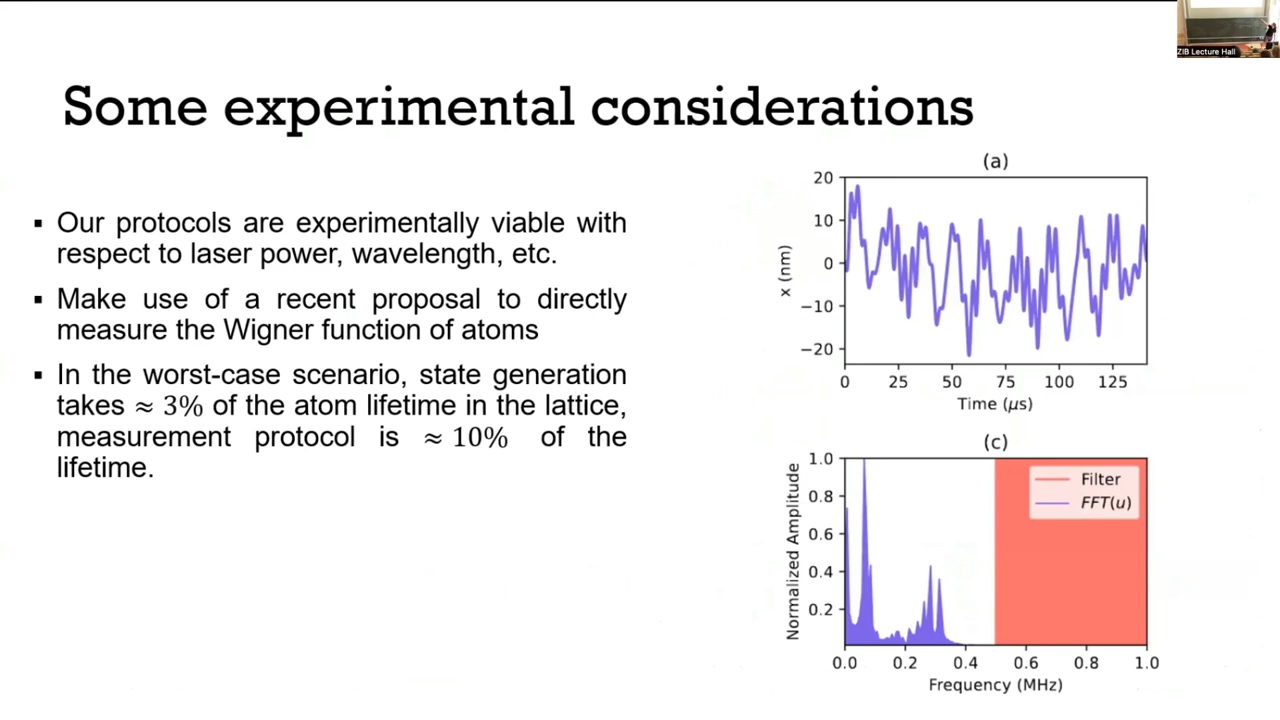 ZIB Lecture Hall
Some experimental considerations
▪ Our protocols are experimentally viable with
respect to laser power, wavelength, etc.
▪ Make use of a recent proposal to directly
measure the Wigner function of atoms
▪ In the worst-case scenario, state generation
takes ≈ 3% of the atom lifetime in the lattice,
measurement protocol is ≈ 10% of the
lifetime.
(a)
20
10
0
−10
−20
x (nm)
0 25 50 75 100 125
Time (μs)
(c)
1.0
0.8
0.6
0.4
0.2
Normalized Amplitude
Filter
FFT(u)
0.0 0.2 0.4 0.6 0.8 1.0
Frequency (MHz)